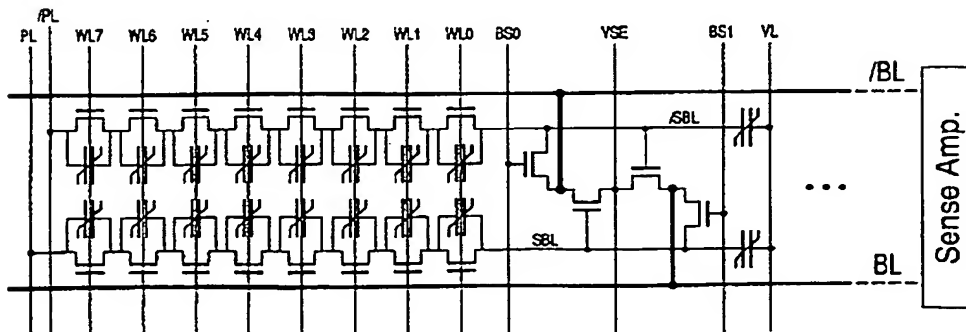 /PL
PL WL7 WL6 WL5 WL4 WL3 WL2 WL1 WL0 BS0 YSE BS1 VL
/BL
/SBL
SBL
BL
Sense Amp.